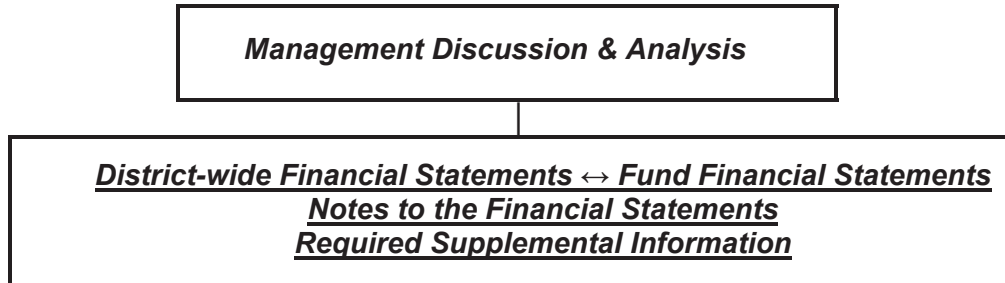 Management Discussion & Analysis
District-wide Financial Statements ↔ Fund Financial Statements
Notes to the Financial Statements
Required Supplemental Information